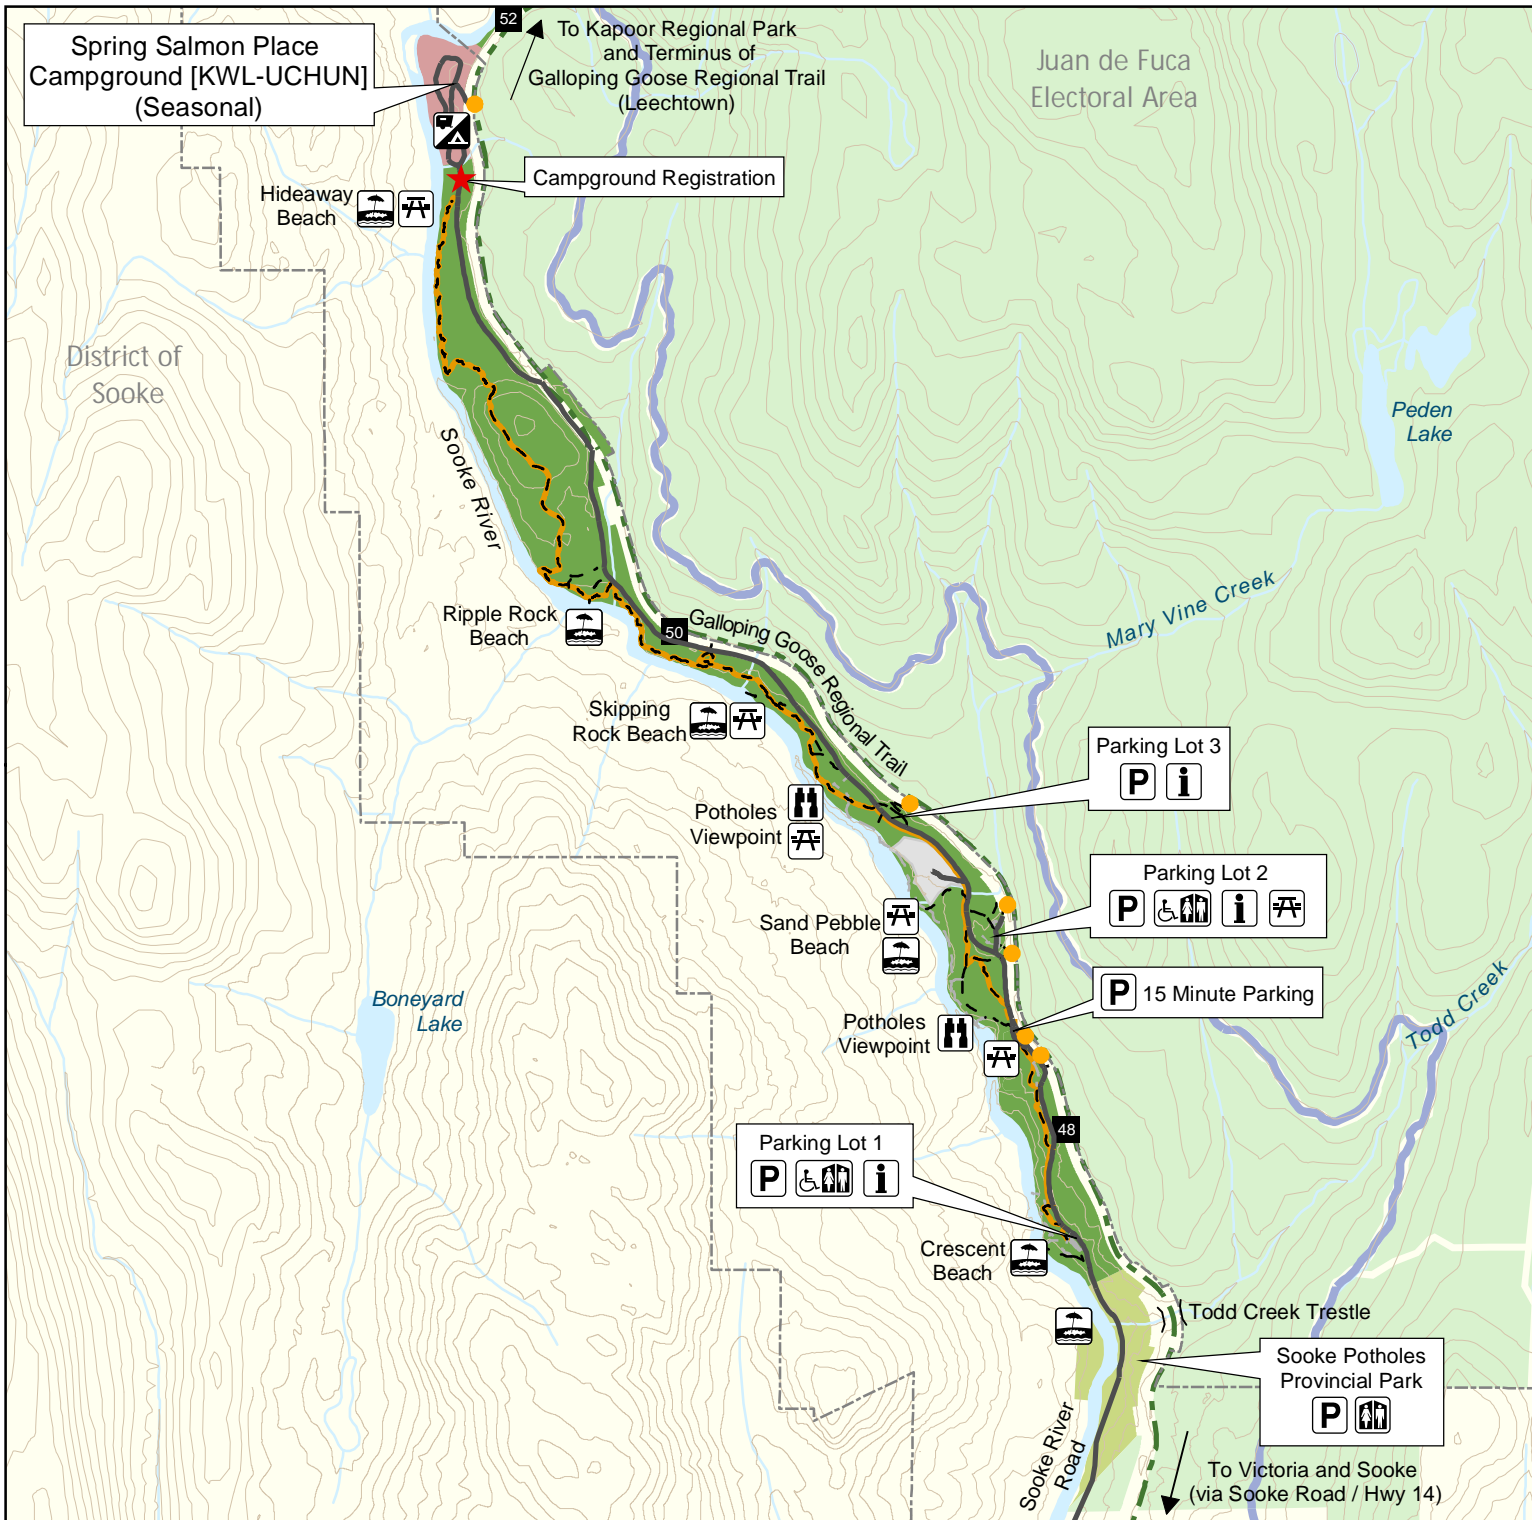 52
To Kapoor Regional Park
and Terminus of
Galloping Goose Regional Trail
(Leechtown)
Spring Salmon Place
Campground [KWL-UCHUN]
(Seasonal)
Juan de Fuca
Electoral Area
Campground Registration
Hideaway
Beach
District of
Sooke
Peden
Lake
Sooke River
Mary Vine Creek
Ripple Rock
Beach
50
Galloping Goose Regional Trail
Skipping
Rock Beach
Parking Lot 3
P i
Potholes
Viewpoint
Parking Lot 2
P i
Sand Pebble
Beach
P 15 Minute Parking
Boneyard
Lake
Potholes
Viewpoint
Todd Creek
48
Parking Lot 1
P i
Crescent
Beach
Todd Creek Trestle
Sooke Potholes
Provincial Park
P
Sooke River
Road
To Victoria and Sooke
(via Sooke Road / Hwy 14)